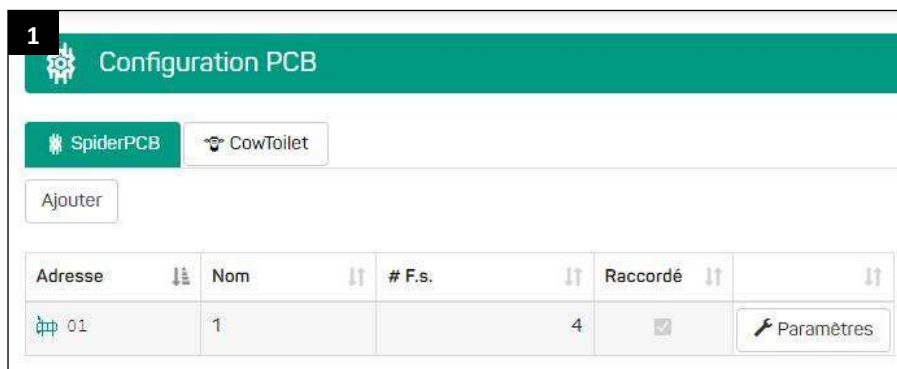 1
Configuration PCB
SpiderPCB CowToilet
Ajouter
Adresse Nom # F.s. Raccordé
01 1 4 Paramètres